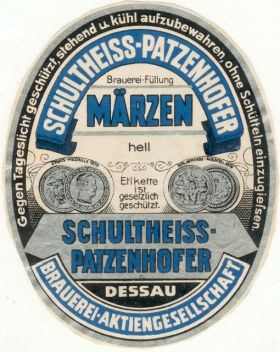 Gegen Tageslicht geschützt, stehend u. kühl aufzubewahren, ohne Schütteln einzugießen.
SCHULTHEISS-PATZENHOFER
Brauerei-Füllung
MÄRZEN
hell
Etikette
ist
gesetzlich
geschützt.
SCHULTHEISS-
PATZENHOFER
DESSAU
BRAUEREI-AKTIENGESELLSCHAFT